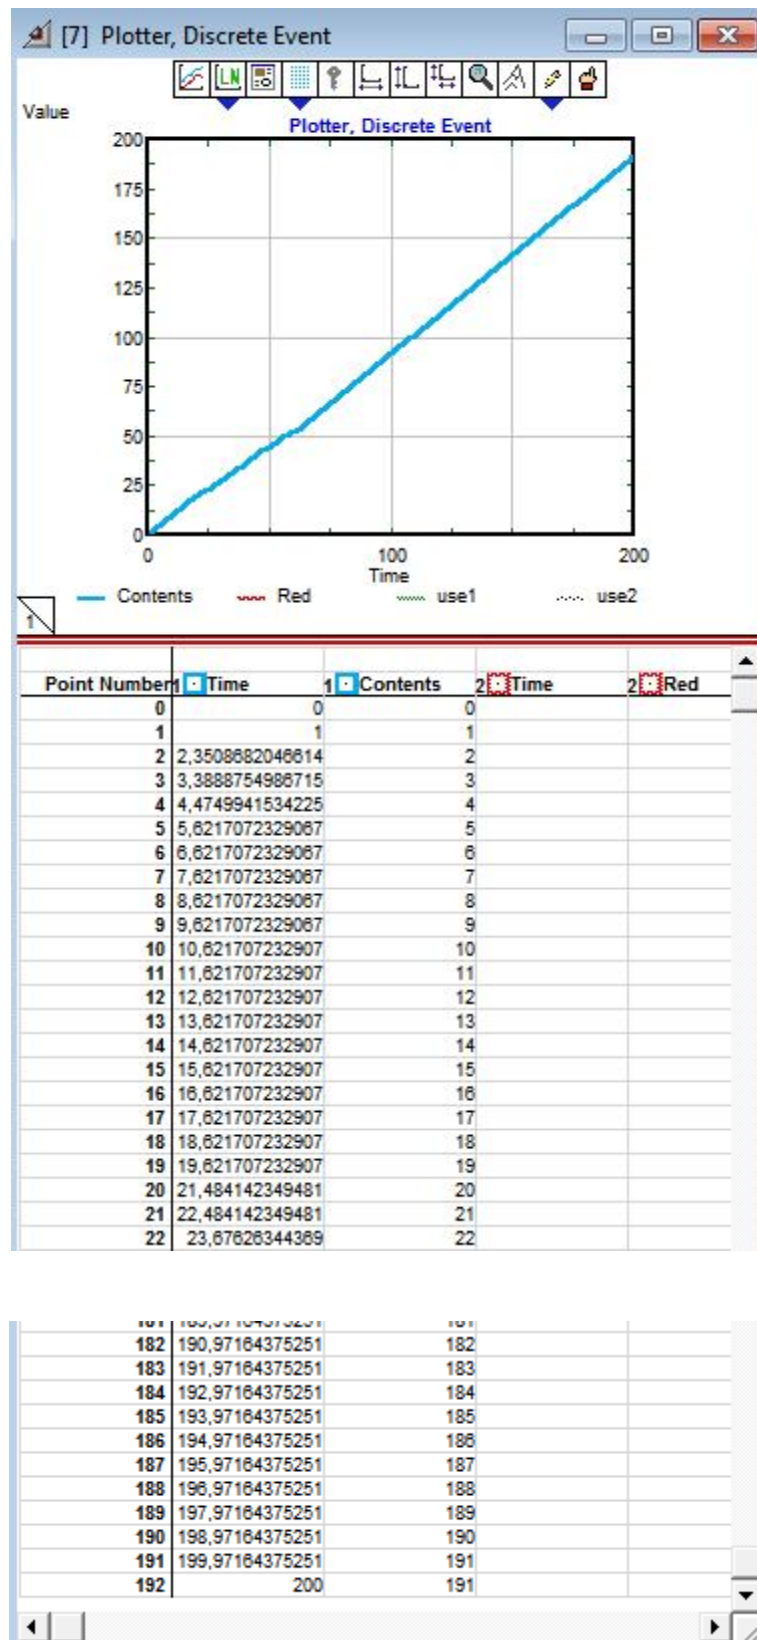 [7] Plotter, Discrete Event
LN
Value
Plotter, Discrete Event
200
175
150
125
100
75
50
25
0
0 100 200
Time
Contents Red use1 use2
1
Point Number 1 Time 1 Contents 2 Time 2 Red
0 0 0
1 1 1
2 2,3508682046614 2
3 3,3888754986715 3
4 4,4749941534225 4
5 5,6217072329067 5
6 6,6217072329067 6
7 7,6217072329067 7
8 8,6217072329067 8
9 9,6217072329067 9
10 10,621707232907 10
11 11,621707232907 11
12 12,621707232907 12
13 13,621707232907 13
14 14,621707232907 14
15 15,621707232907 15
16 16,621707232907 16
17 17,621707232907 17
18 18,621707232907 18
19 19,621707232907 19
20 21,484142349481 20
21 22,484142349481 21
22 23,67626344369 22
182 190,97164375251 182
183 191,97164375251 183
184 192,97164375251 184
185 193,97164375251 185
186 194,97164375251 186
187 195,97164375251 187
188 196,97164375251 188
189 197,97164375251 189
190 198,97164375251 190
191 199,97164375251 191
192 200 191